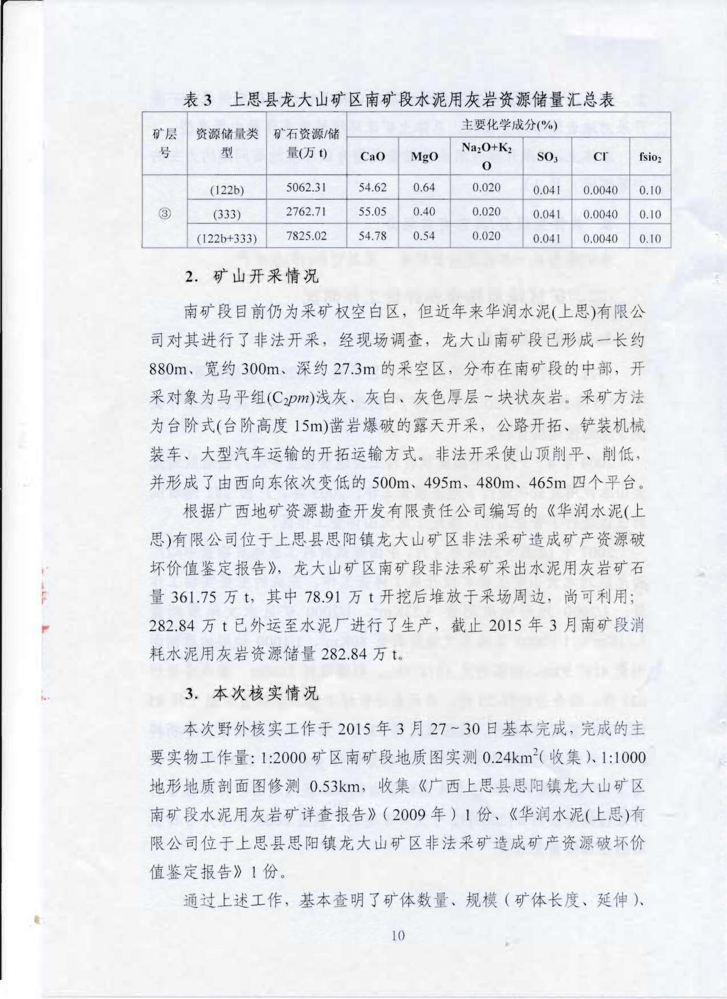 表 3 上思县龙大山矿区南矿段水泥用灰岩资源储量汇总表
矿层号 资源储量类型 矿石资源/储量(万 t) 主要化学成分(%)
CaO MgO Na₂O+K₂O SO₃ Cl⁻ fsio₂
③ (122b) 5062.31 54.62 0.64 0.020 0.041 0.0040 0.10
(333) 2762.71 55.05 0.40 0.020 0.041 0.0040 0.10
(122b+333) 7825.02 54.78 0.54 0.020 0.041 0.0040 0.10
2. 矿山开采情况
南矿段目前仍为采矿权空白区，但近年来华润水泥(上思)有限公
司对其进行了非法开采，经现场调查，龙大山南矿段已形成一长约
880m、宽约 300m、深约 27.3m 的采空区，分布在南矿段的中部，开
采对象为马平组(C₂pm)浅灰、灰白、灰色厚层~块状灰岩。采矿方法
为台阶式(台阶高度 15m)凿岩爆破的露天开采，公路开拓、铲装机械
装车、大型汽车运输的开拓运输方式。非法开采使山顶削平、削低，
并形成了由西向东依次变低的 500m、495m、480m、465m 四个平台。
根据广西地矿资源勘查开发有限责任公司编写的《华润水泥(上
思)有限公司位于上思县思阳镇龙大山矿区非法采矿造成矿产资源破
坏价值鉴定报告》，龙大山矿区南矿段非法采矿采出水泥用灰岩矿石
量 361.75 万 t，其中 78.91 万 t 开挖后堆放于采场周边，尚可利用；
282.84 万 t 已外运至水泥厂进行了生产，截止 2015 年 3 月南矿段消
耗水泥用灰岩资源储量 282.84 万 t。
3. 本次核实情况
本次野外核实工作于 2015 年 3 月 27~30 日基本完成，完成的主
要实物工作量：1:2000 矿区南矿段地质图实测 0.24km²(收集)、1:1000
地形地质剖面图修测 0.53km，收集《广西上思县思阳镇龙大山矿区
南矿段水泥用灰岩矿详查报告》（2009 年）1 份、《华润水泥(上思)有
限公司位于上思县思阳镇龙大山矿区非法采矿造成矿产资源破坏价
值鉴定报告》1 份。
通过上述工作，基本查明了矿体数量、规模（矿体长度、延伸）、
10